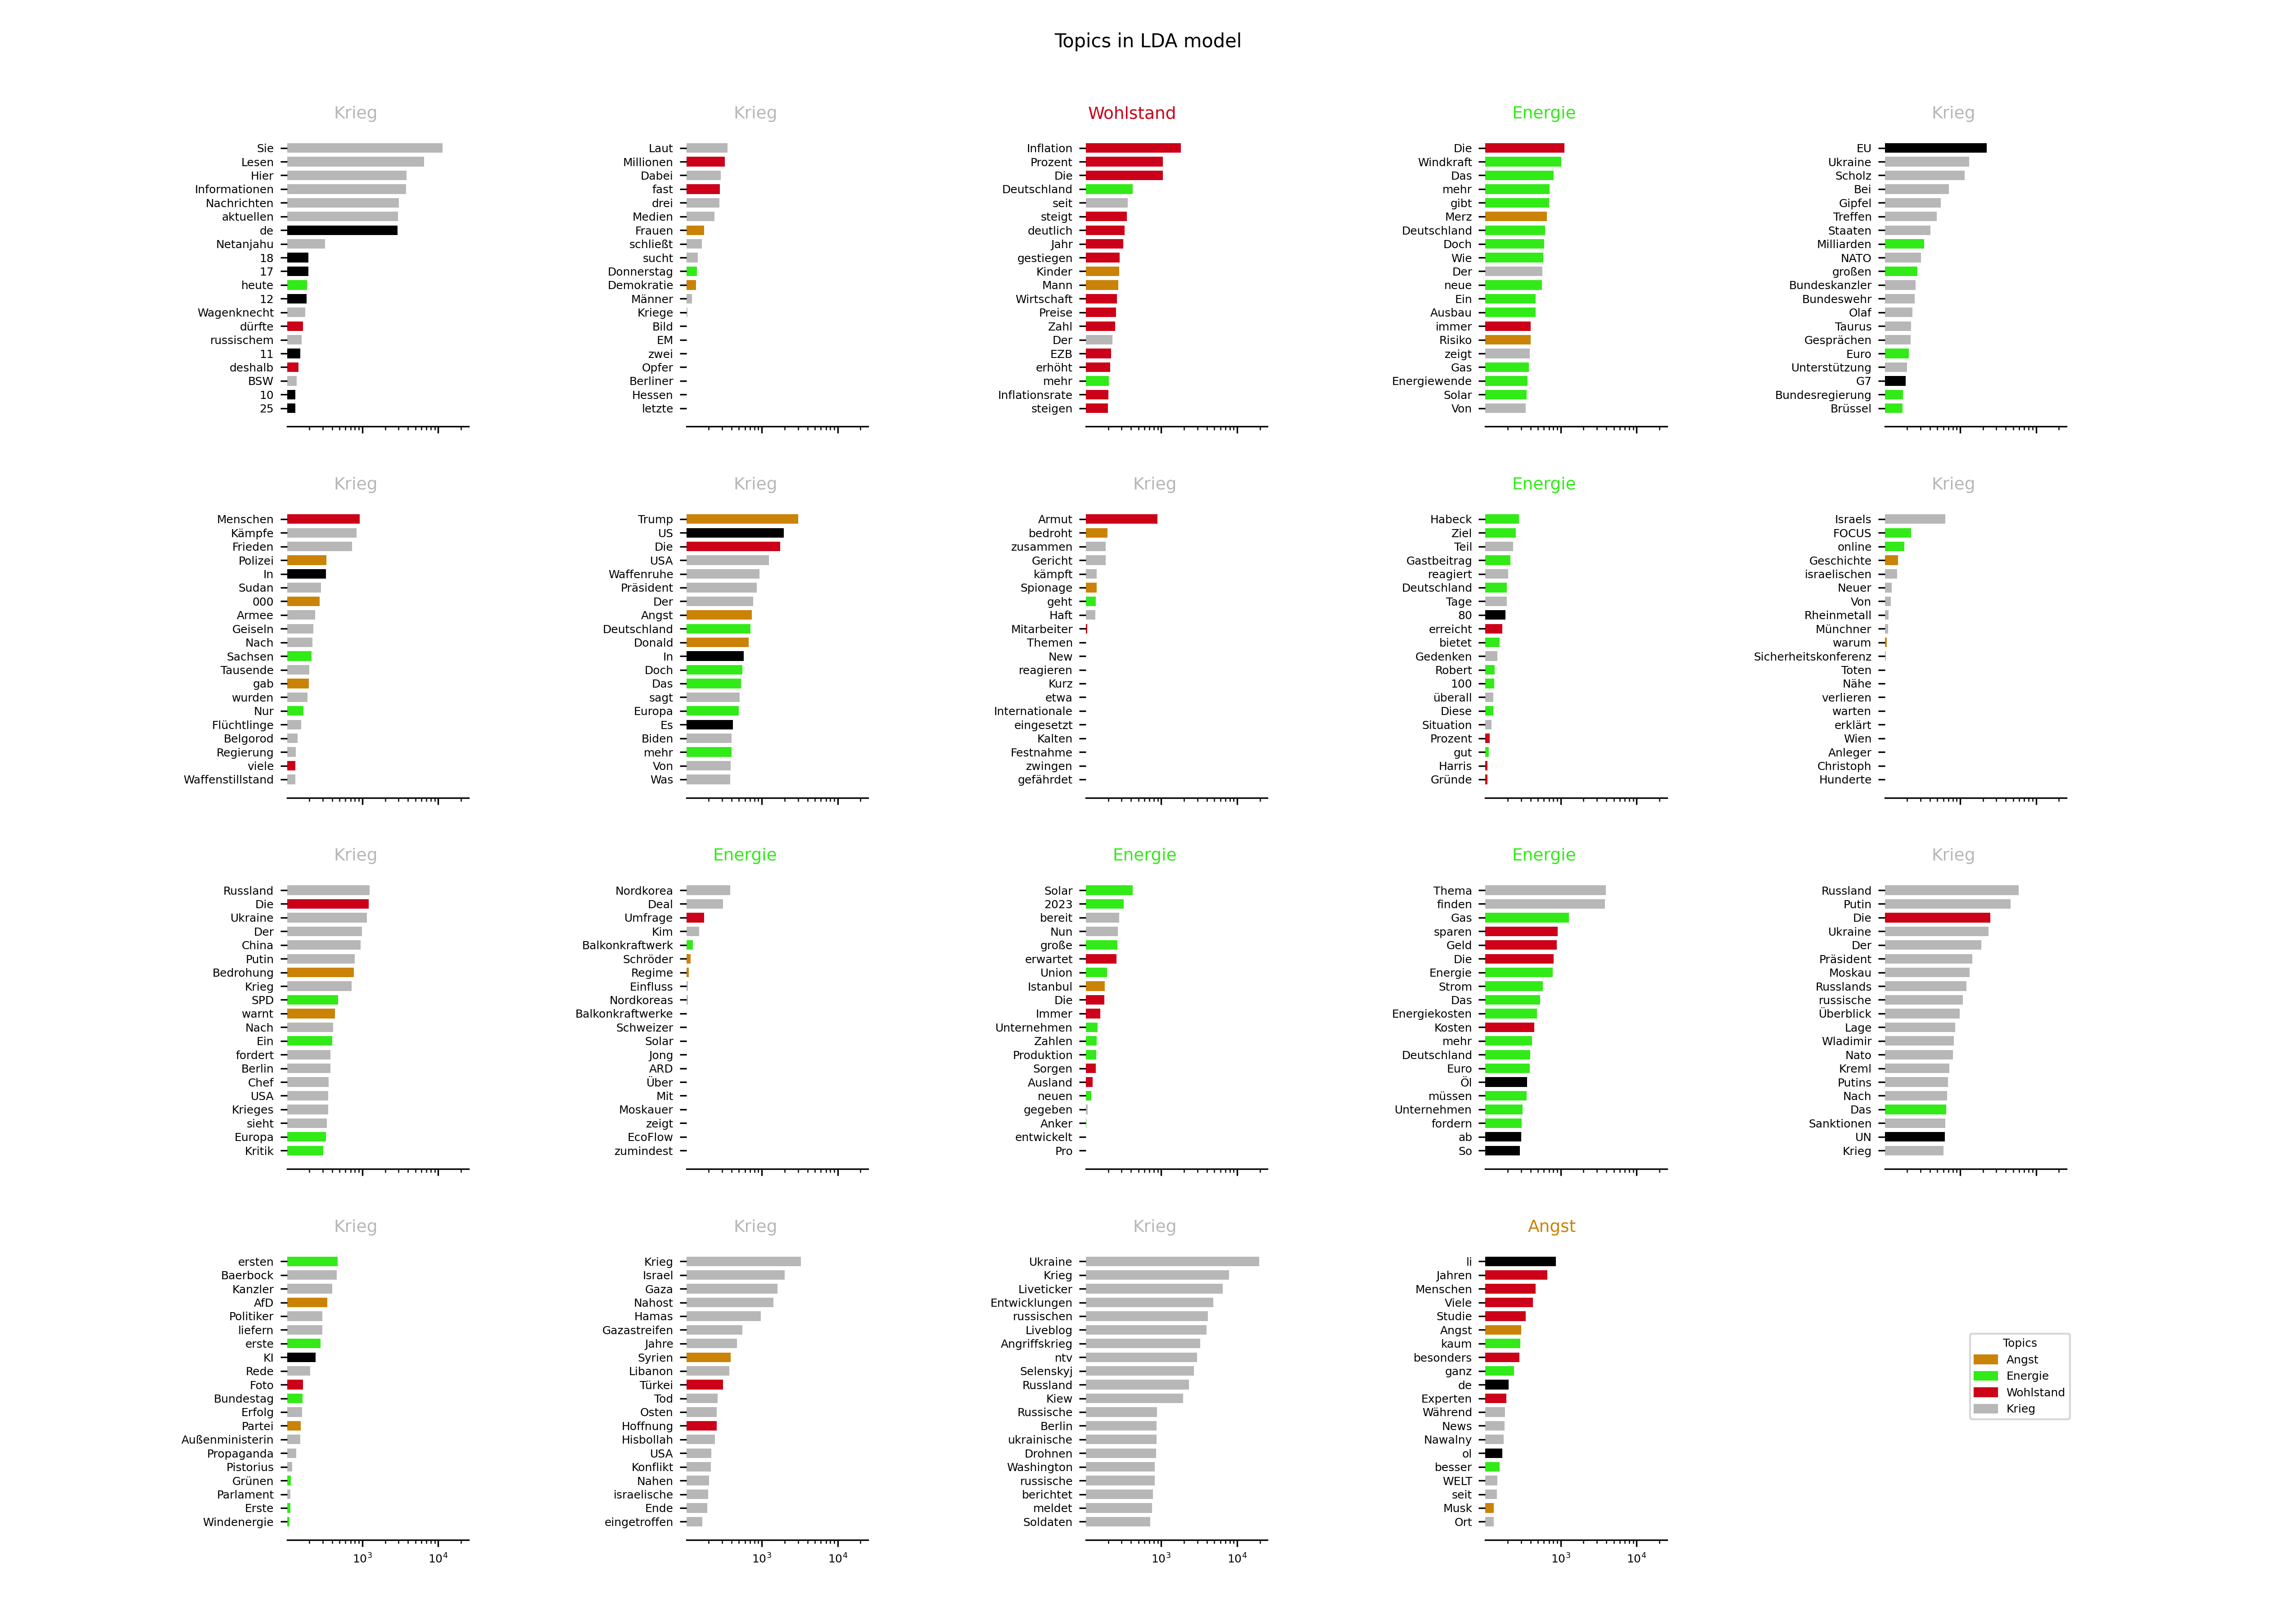 Topics in LDA model
Krieg
Sie
Lesen
Hier
Informationen
Nachrichten
aktuellen
de
Netanjahu
18
17
heute
12
Wagenknecht
dürfte
russischem
11
deshalb
BSW
10
25
Krieg
Laut
Millionen
Dabei
fast
drei
Medien
Frauen
schließt
sucht
Donnerstag
Demokratie
Männer
Kriege
Bild
EM
zwei
Opfer
Berliner
Hessen
letzte
Wohlstand
Inflation
Prozent
Die
Deutschland
seit
steigt
deutlich
Jahr
gestiegen
Kinder
Mann
Wirtschaft
Preise
Zahl
Der
EZB
erhöht
mehr
Inflationsrate
steigen
Energie
Die
Windkraft
Das
mehr
gibt
Merz
Deutschland
Doch
Wie
Der
neue
Ein
Ausbau
immer
Risiko
zeigt
Gas
Energiewende
Solar
Von
Krieg
EU
Ukraine
Scholz
Bei
Gipfel
Treffen
Staaten
Milliarden
NATO
großen
Bundeskanzler
Bundeswehr
Olaf
Taurus
Gesprächen
Euro
Unterstützung
G7
Bundesregierung
Brüssel
Krieg
Menschen
Kämpfe
Frieden
Polizei
In
Sudan
000
Armee
Geiseln
Nach
Sachsen
Tausende
gab
wurden
Nur
Flüchtlinge
Belgorod
Regierung
viele
Waffenstillstand
Krieg
Trump
US
Die
USA
Waffenruhe
Präsident
Der
Angst
Deutschland
Donald
In
Doch
Das
sagt
Europa
Es
Biden
mehr
Von
Was
Krieg
Armut
bedroht
zusammen
Gericht
kämpft
Spionage
geht
Haft
Mitarbeiter
Themen
New
reagieren
Kurz
etwa
Internationale
eingesetzt
Kalten
Festnahme
zwingen
gefährdet
Energie
Habeck
Ziel
Teil
Gastbeitrag
reagiert
Deutschland
Tage
80
erreicht
bietet
Gedenken
Robert
100
überall
Diese
Situation
Prozent
gut
Harris
Gründe
Krieg
Israels
FOCUS
online
Geschichte
israelischen
Neuer
Von
Rheinmetall
Münchner
warum
Sicherheitskonferenz
Toten
Nähe
verlieren
warten
erklärt
Wien
Anleger
Christoph
Hunderte
Krieg
Russland
Die
Ukraine
Der
China
Putin
Bedrohung
Krieg
SPD
warnt
Nach
Ein
fordert
Berlin
Chef
USA
Krieges
sieht
Europa
Kritik
Energie
Nordkorea
Deal
Umfrage
Kim
Balkonkraftwerk
Schröder
Regime
Einfluss
Nordkoreas
Balkonkraftwerke
Schweizer
Solar
Jong
ARD
Über
Mit
Moskauer
zeigt
EcoFlow
zumindest
Energie
Solar
2023
bereit
Nun
große
erwartet
Union
Istanbul
Die
Immer
Unternehmen
Zahlen
Produktion
Sorgen
Ausland
neuen
gegeben
Anker
entwickelt
Pro
Energie
Thema
finden
Gas
sparen
Geld
Die
Energie
Strom
Das
Energiekosten
Kosten
mehr
Deutschland
Euro
Öl
müssen
Unternehmen
fordern
ab
So
Krieg
Russland
Putin
Die
Ukraine
Der
Präsident
Moskau
Russlands
russische
Überblick
Lage
Wladimir
Nato
Kreml
Putins
Nach
Das
Sanktionen
UN
Krieg
Krieg
ersten
Baerbock
Kanzler
AfD
Politiker
liefern
erste
KI
Rede
Foto
Bundestag
Erfolg
Partei
Außenministerin
Propaganda
Pistorius
Grünen
Parlament
Erste
Windenergie
10³ 10⁴
Krieg
Krieg
Israel
Gaza
Nahost
Hamas
Gazastreifen
Jahre
Syrien
Libanon
Türkei
Tod
Osten
Hoffnung
Hisbollah
USA
Konflikt
Nahen
israelische
Ende
eingetroffen
10³ 10⁴
Krieg
Ukraine
Krieg
Liveticker
Entwicklungen
russischen
Liveblog
Angriffskrieg
ntv
Selenskyj
Russland
Kiew
Russische
Berlin
ukrainische
Drohnen
Washington
russische
berichtet
meldet
Soldaten
10³ 10⁴
Angst
li
Jahren
Menschen
Viele
Studie
Angst
kaum
besonders
ganz
de
Experten
Während
News
Nawalny
ol
besser
WELT
seit
Musk
Ort
10³ 10⁴
Topics
Angst
Energie
Wohlstand
Krieg